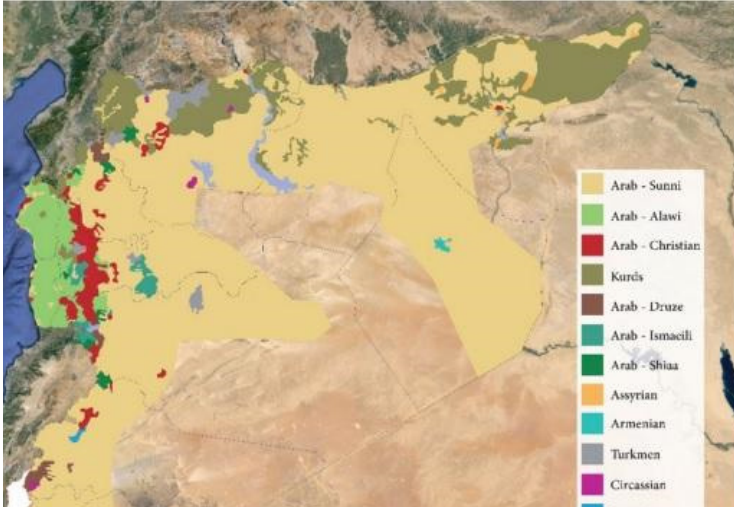 Arab - Sunni
Arab - Alawi
Arab - Christian
Kurds
Arab - Druze
Arab - Ismaeili
Arab - Shiaa
Assyrian
Armenian
Turkmen
Circassian